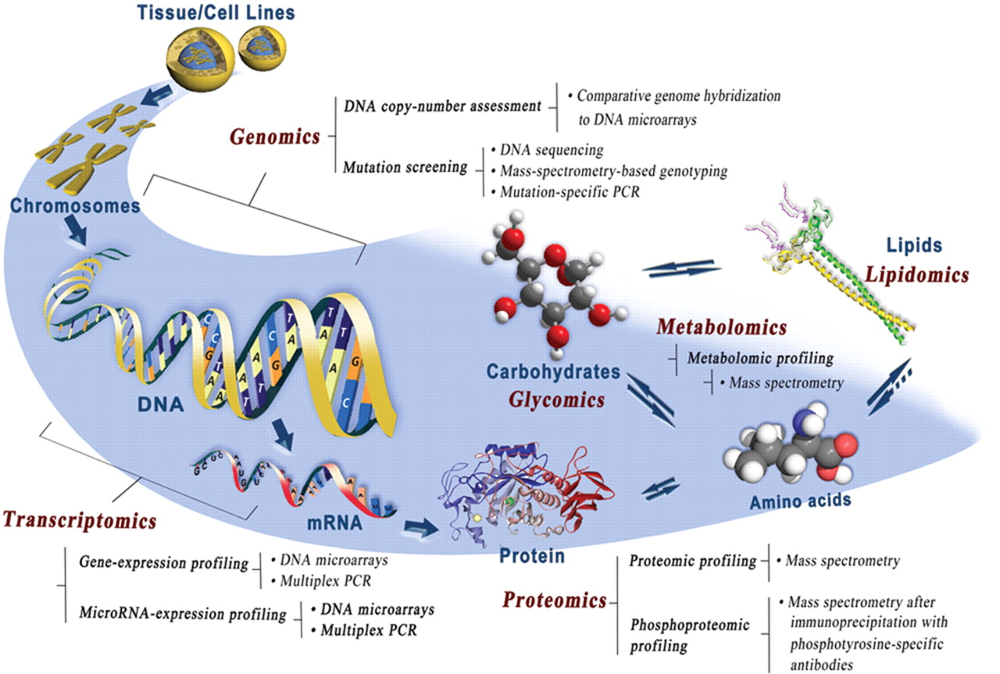 Tissue/Cell Lines
Genomics
DNA copy-number assessment
• Comparative genome hybridization
to DNA microarrays
Mutation screening
• DNA sequencing
• Mass-spectrometry-based genotyping
• Mutation-specific PCR
Chromosomes
Lipids
Lipidomics
Metabolomics
Metabolomic profiling
• Mass spectrometry
Carbohydrates
Glycomics
DNA
Amino acids
mRNA
Protein
Transcriptomics
Gene-expression profiling
• DNA microarrays
• Multiplex PCR
MicroRNA-expression profiling
• DNA microarrays
• Multiplex PCR
Proteomics
Proteomic profiling
• Mass spectrometry
Phosphoproteomic
profiling
• Mass spectrometry after
immunoprecipitation with
phosphotyrosine-specific
antibodies